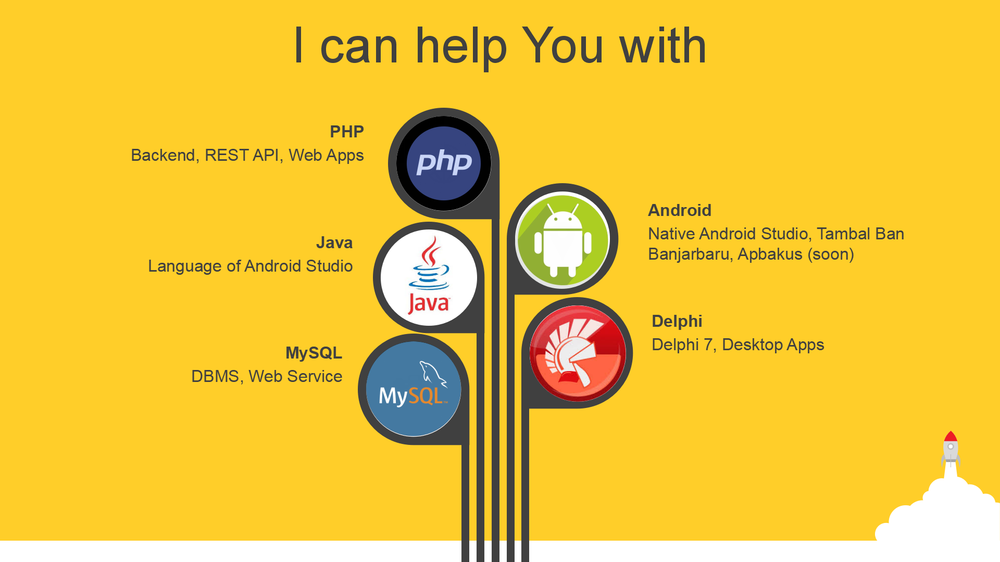 I can help You with
PHP
Backend, REST API, Web Apps
php
Android
Native Android Studio, Tambal Ban
Banjarbaru, Apbakus (soon)
Java
Language of Android Studio
Java
Delphi
Delphi 7, Desktop Apps
MySQL
DBMS, Web Service
MySQL™